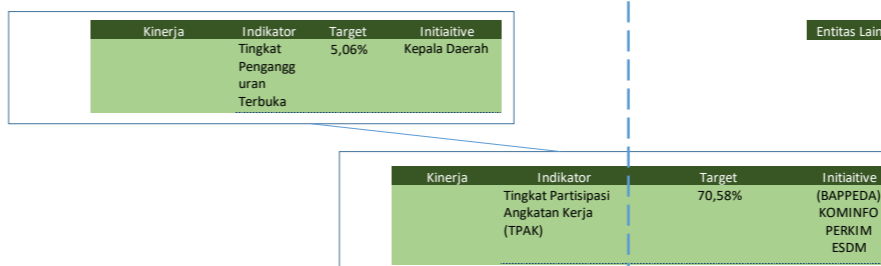 Kinerja Indikator Target Initiaitive
Tingkat 5,06% Kepala Daerah
Pengangg
uran
Terbuka
Entitas Lain
Kinerja Indikator Target Initiaitive
Tingkat Partisipasi 70,58% (BAPPEDA)
Angkatan Kerja KOMINFO
(TPAK) PERKIM
ESDM